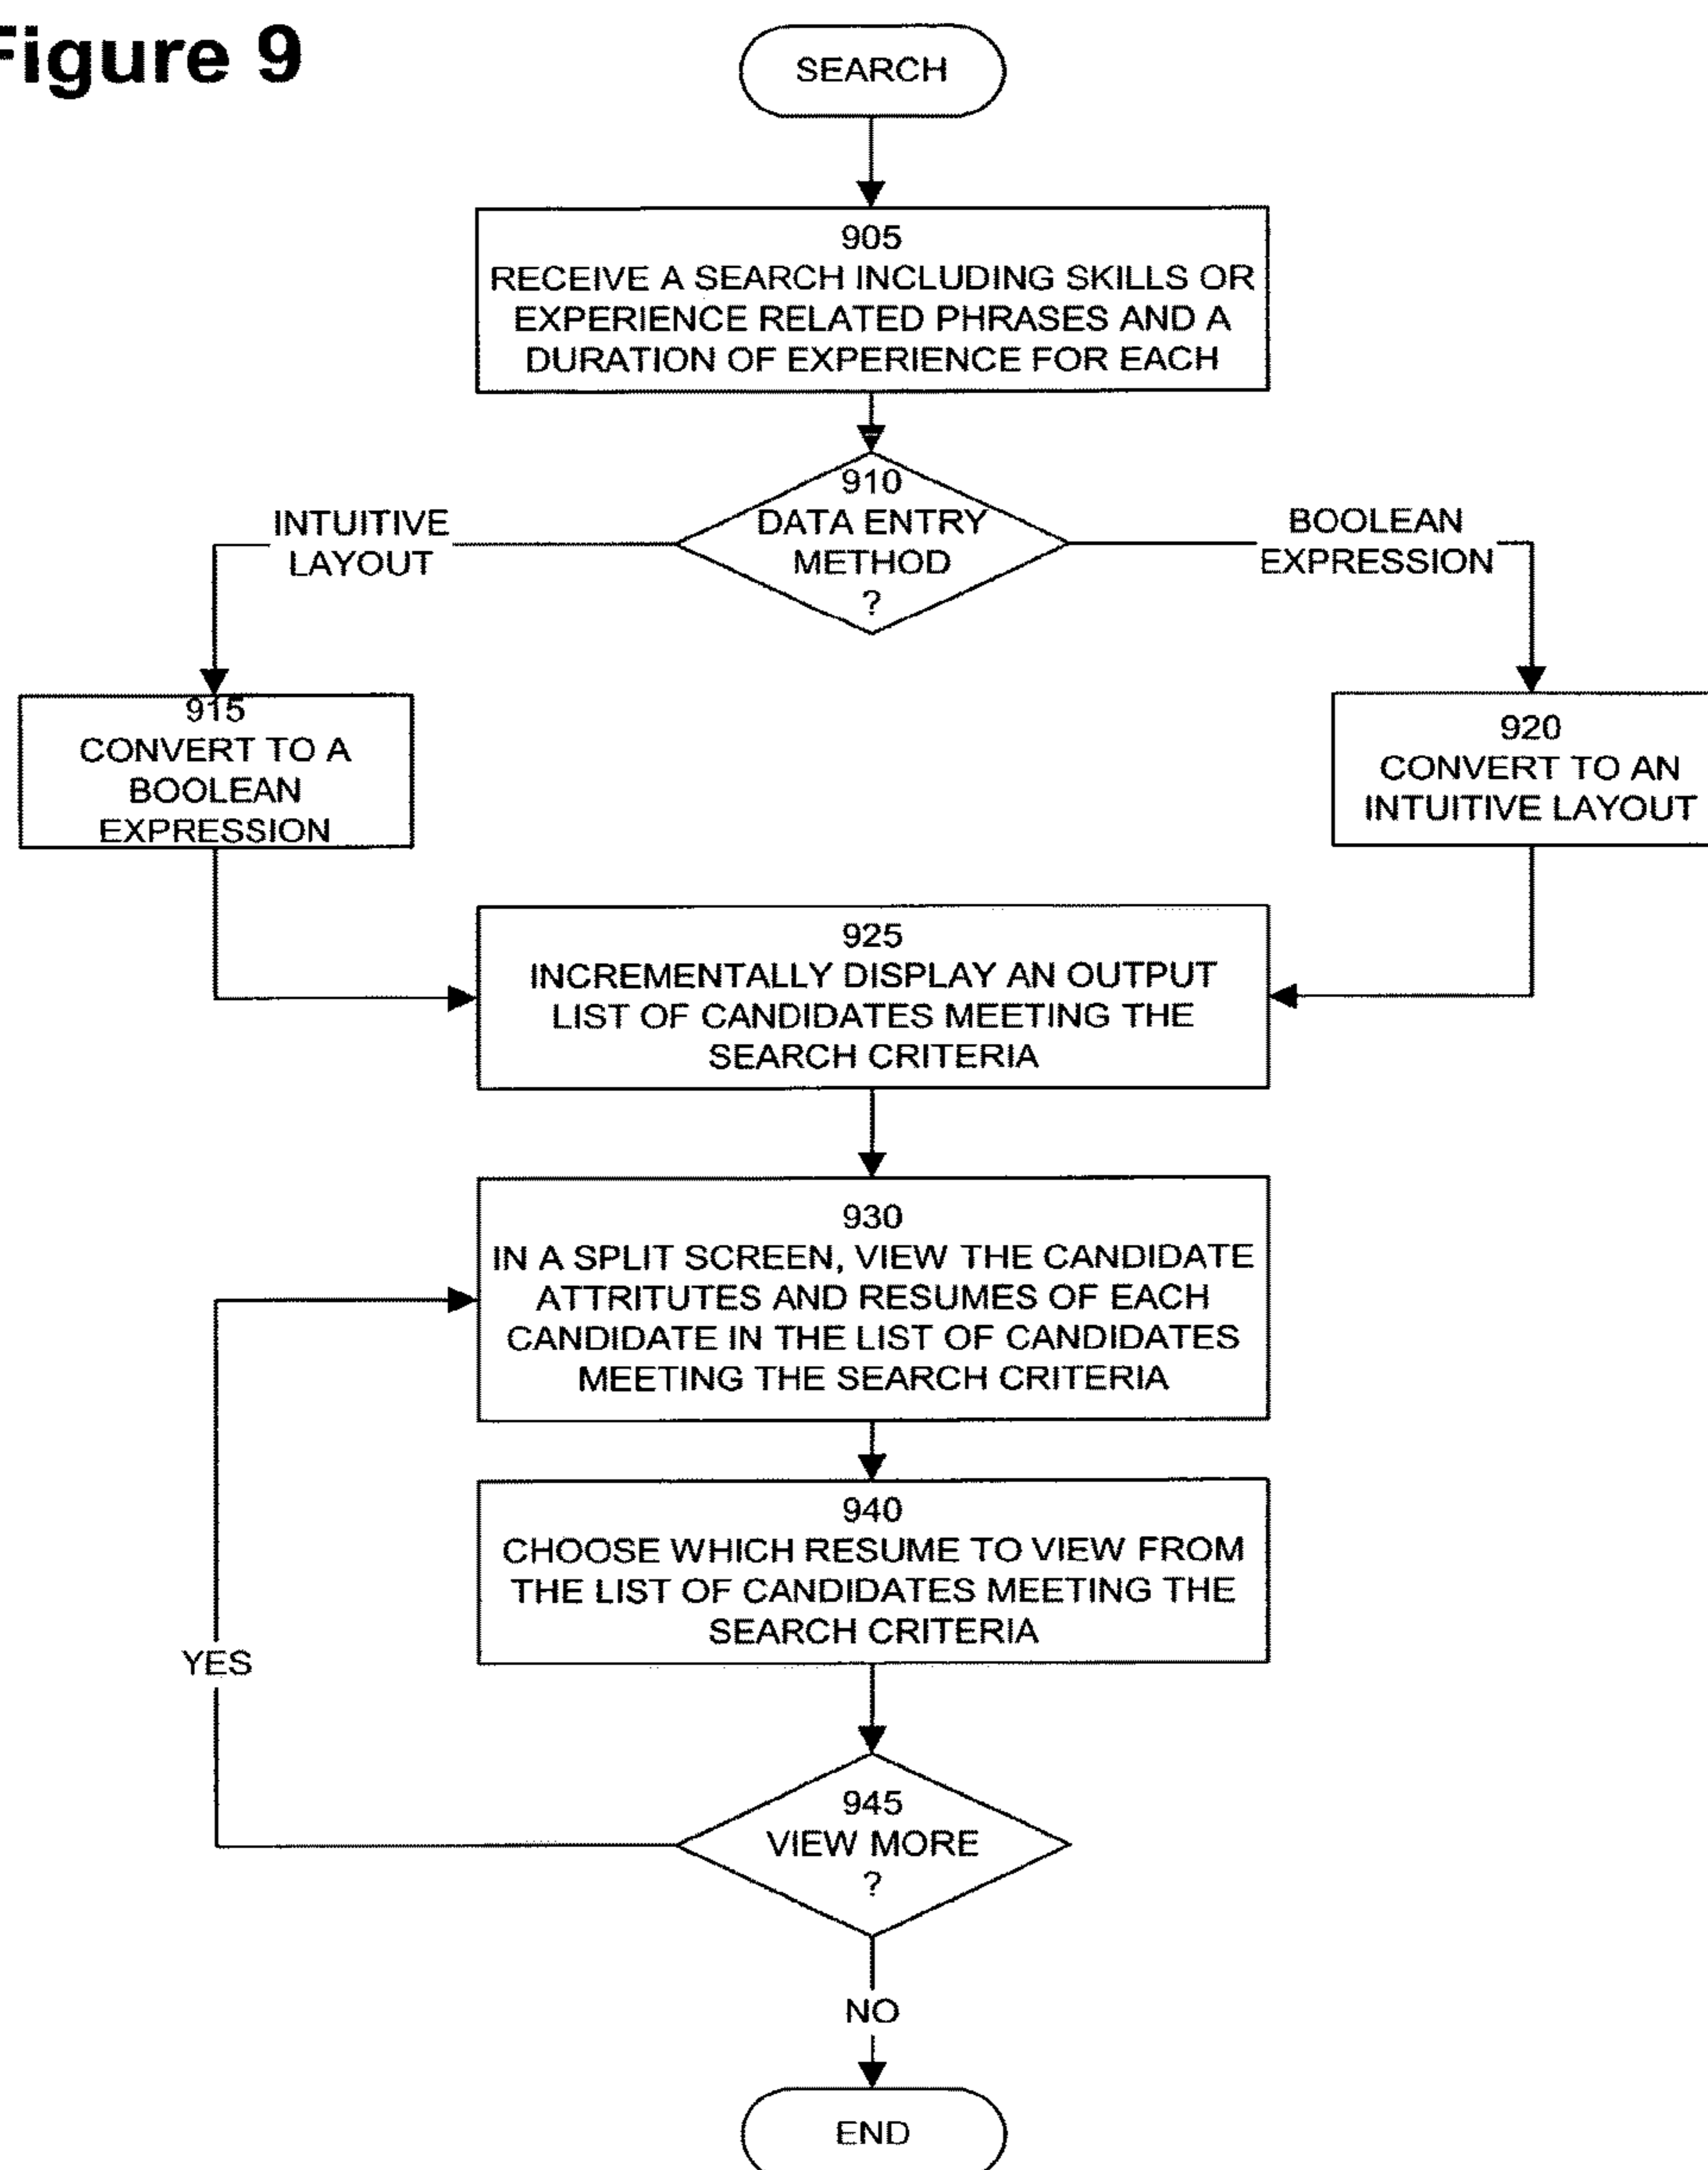 Figure 9
SEARCH
905
RECEIVE A SEARCH INCLUDING SKILLS OR
EXPERIENCE RELATED PHRASES AND A
DURATION OF EXPERIENCE FOR EACH
910
DATA ENTRY
METHOD
?
INTUITIVE
LAYOUT
BOOLEAN
EXPRESSION
915
CONVERT TO A
BOOLEAN
EXPRESSION
920
CONVERT TO AN
INTUITIVE LAYOUT
925
INCREMENTALLY DISPLAY AN OUTPUT
LIST OF CANDIDATES MEETING THE
SEARCH CRITERIA
930
IN A SPLIT SCREEN, VIEW THE CANDIDATE
ATTRITUTES AND RESUMES OF EACH
CANDIDATE IN THE LIST OF CANDIDATES
MEETING THE SEARCH CRITERIA
940
CHOOSE WHICH RESUME TO VIEW FROM
THE LIST OF CANDIDATES MEETING THE
SEARCH CRITERIA
YES
945
VIEW MORE
?
NO
END